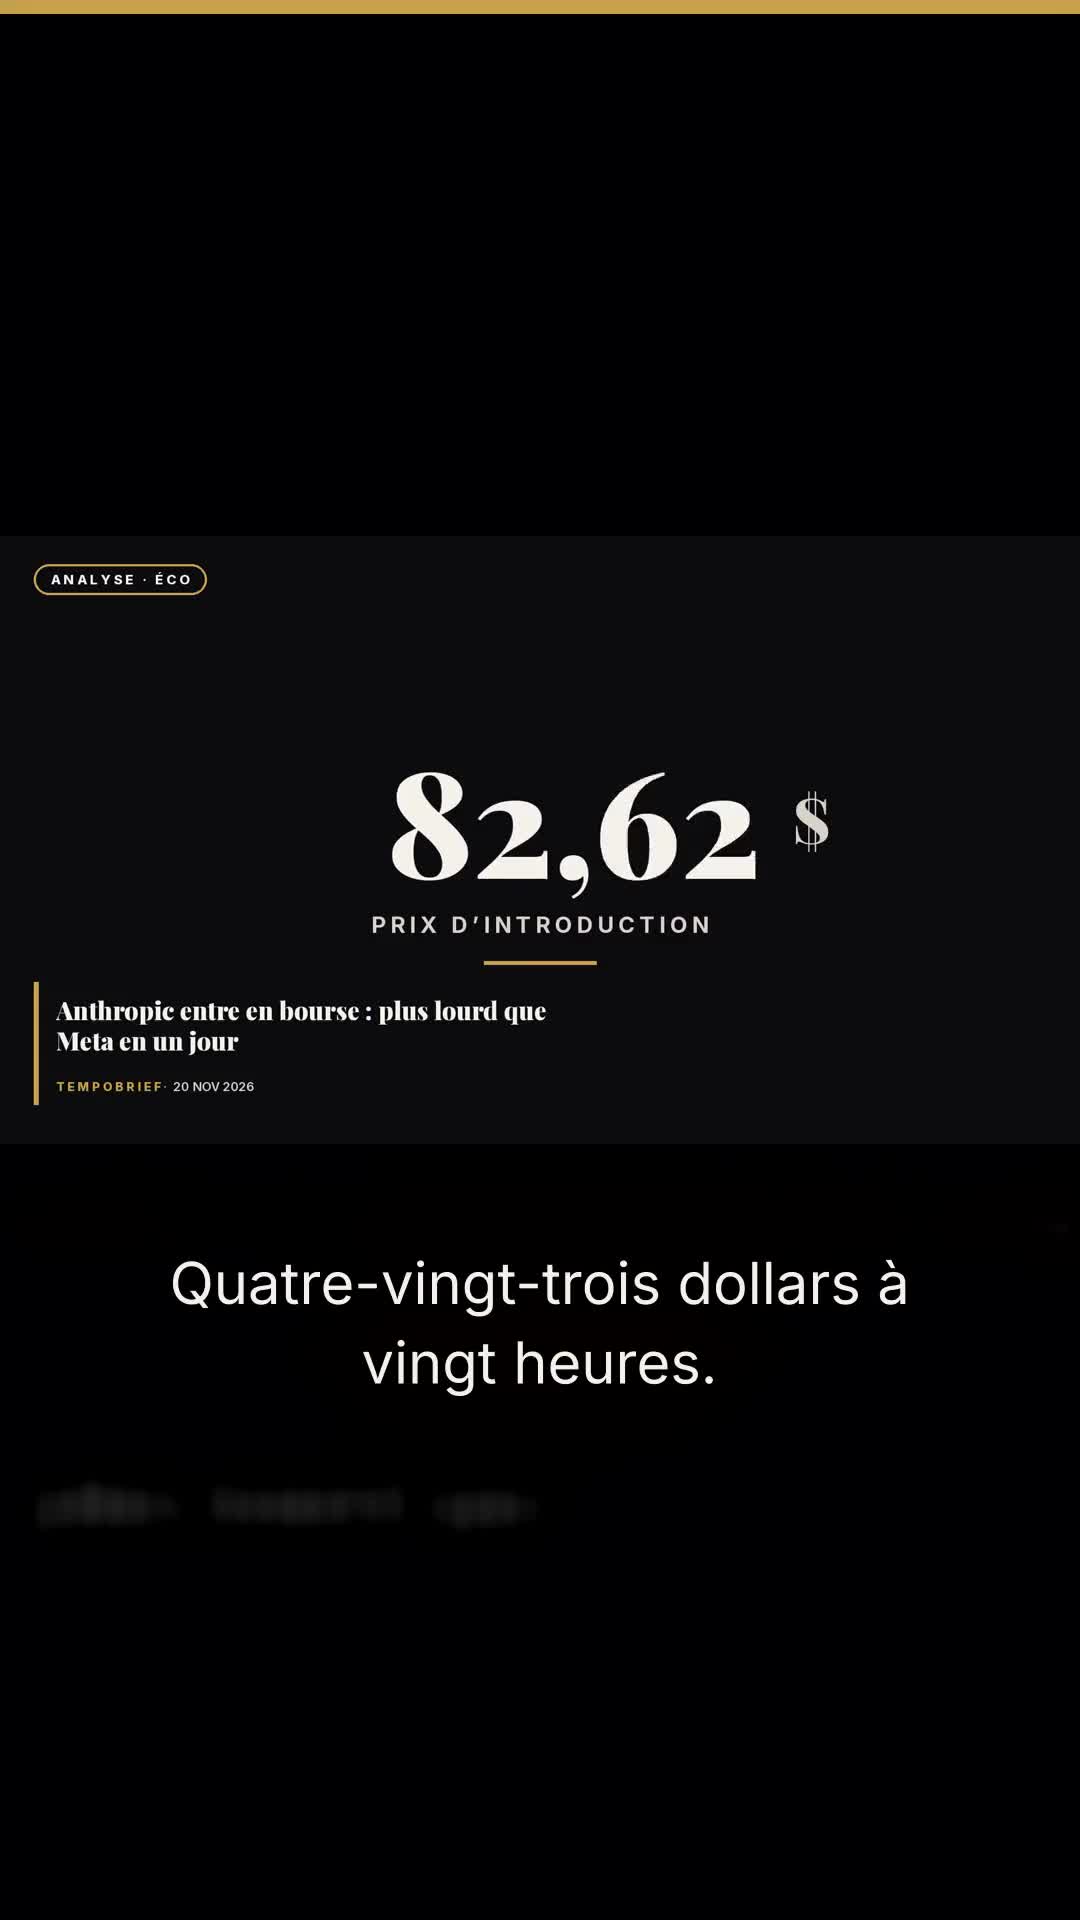 ANALYSE · ÉCO
82,62 $
PRIX D’INTRODUCTION
Anthropic entre en bourse : plus lourd que
Meta en un jour
TEMPOBRIEF · 20 NOV 2026
Quatre-vingt-trois dollars à
vingt heures.